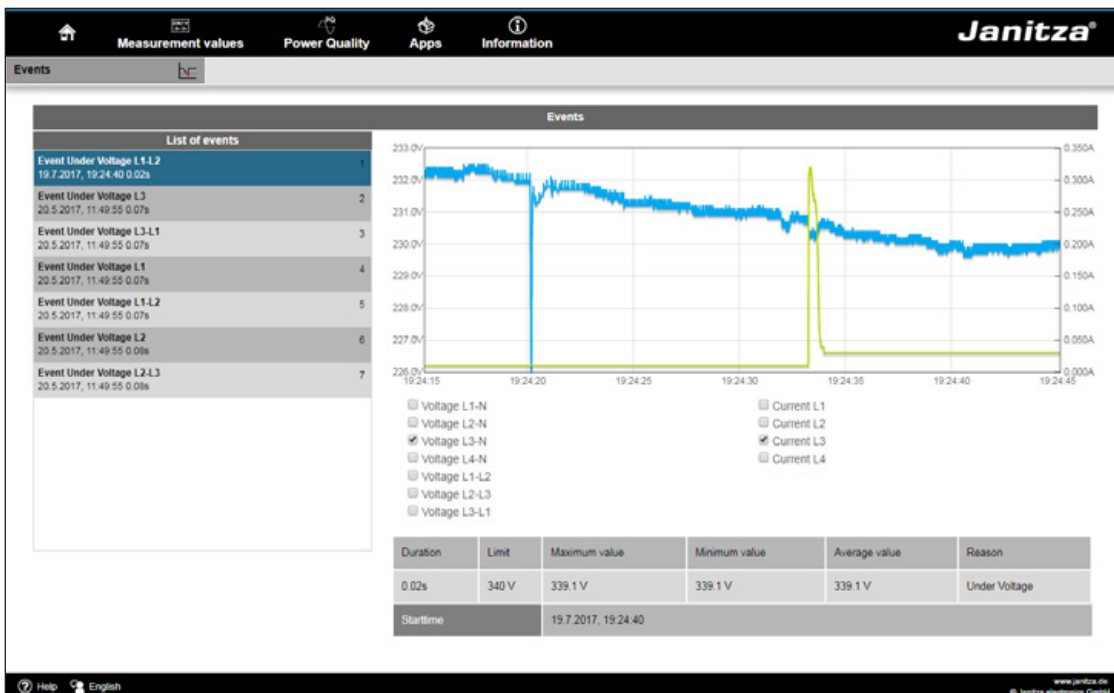 Measurement values
Power Quality
Apps
Information
Janitza®
Events
Events
List of events
Event Under Voltage L1-L2
1
19.7.2017, 19:24:40 0.02s
Event Under Voltage L3
2
20.5.2017, 11:49:55 0.07s
Event Under Voltage L3-L1
3
20.5.2017, 11:49:55 0.07s
Event Under Voltage L1
4
20.5.2017, 11:49:55 0.07s
Event Under Voltage L1-L2
5
20.5.2017, 11:49:55 0.07s
Event Under Voltage L2
6
20.5.2017, 11:49:55 0.08s
Event Under Voltage L2-L3
7
20.5.2017, 11:49:55 0.08s
233.0V
232.0V
231.0V
230.0V
229.0V
228.0V
227.0V
226.0V
0.350A
0.300A
0.250A
0.200A
0.150A
0.100A
0.050A
0.000A
19:24:15 19:24:20 19:24:25 19:24:30 19:24:35 19:24:40 19:24:45
Voltage L1-N
Voltage L2-N
Voltage L3-N
Voltage L4-N
Voltage L1-L2
Voltage L2-L3
Voltage L3-L1
Current L1
Current L2
Current L3
Current L4
Duration Limit Maximum value Minimum value Average value Reason
0.02s 340 V 339.1 V 339.1 V 339.1 V Under Voltage
Starttime 19.7.2017, 19:24:40
Help English
www.janitza.de
© Janitza electronics GmbH